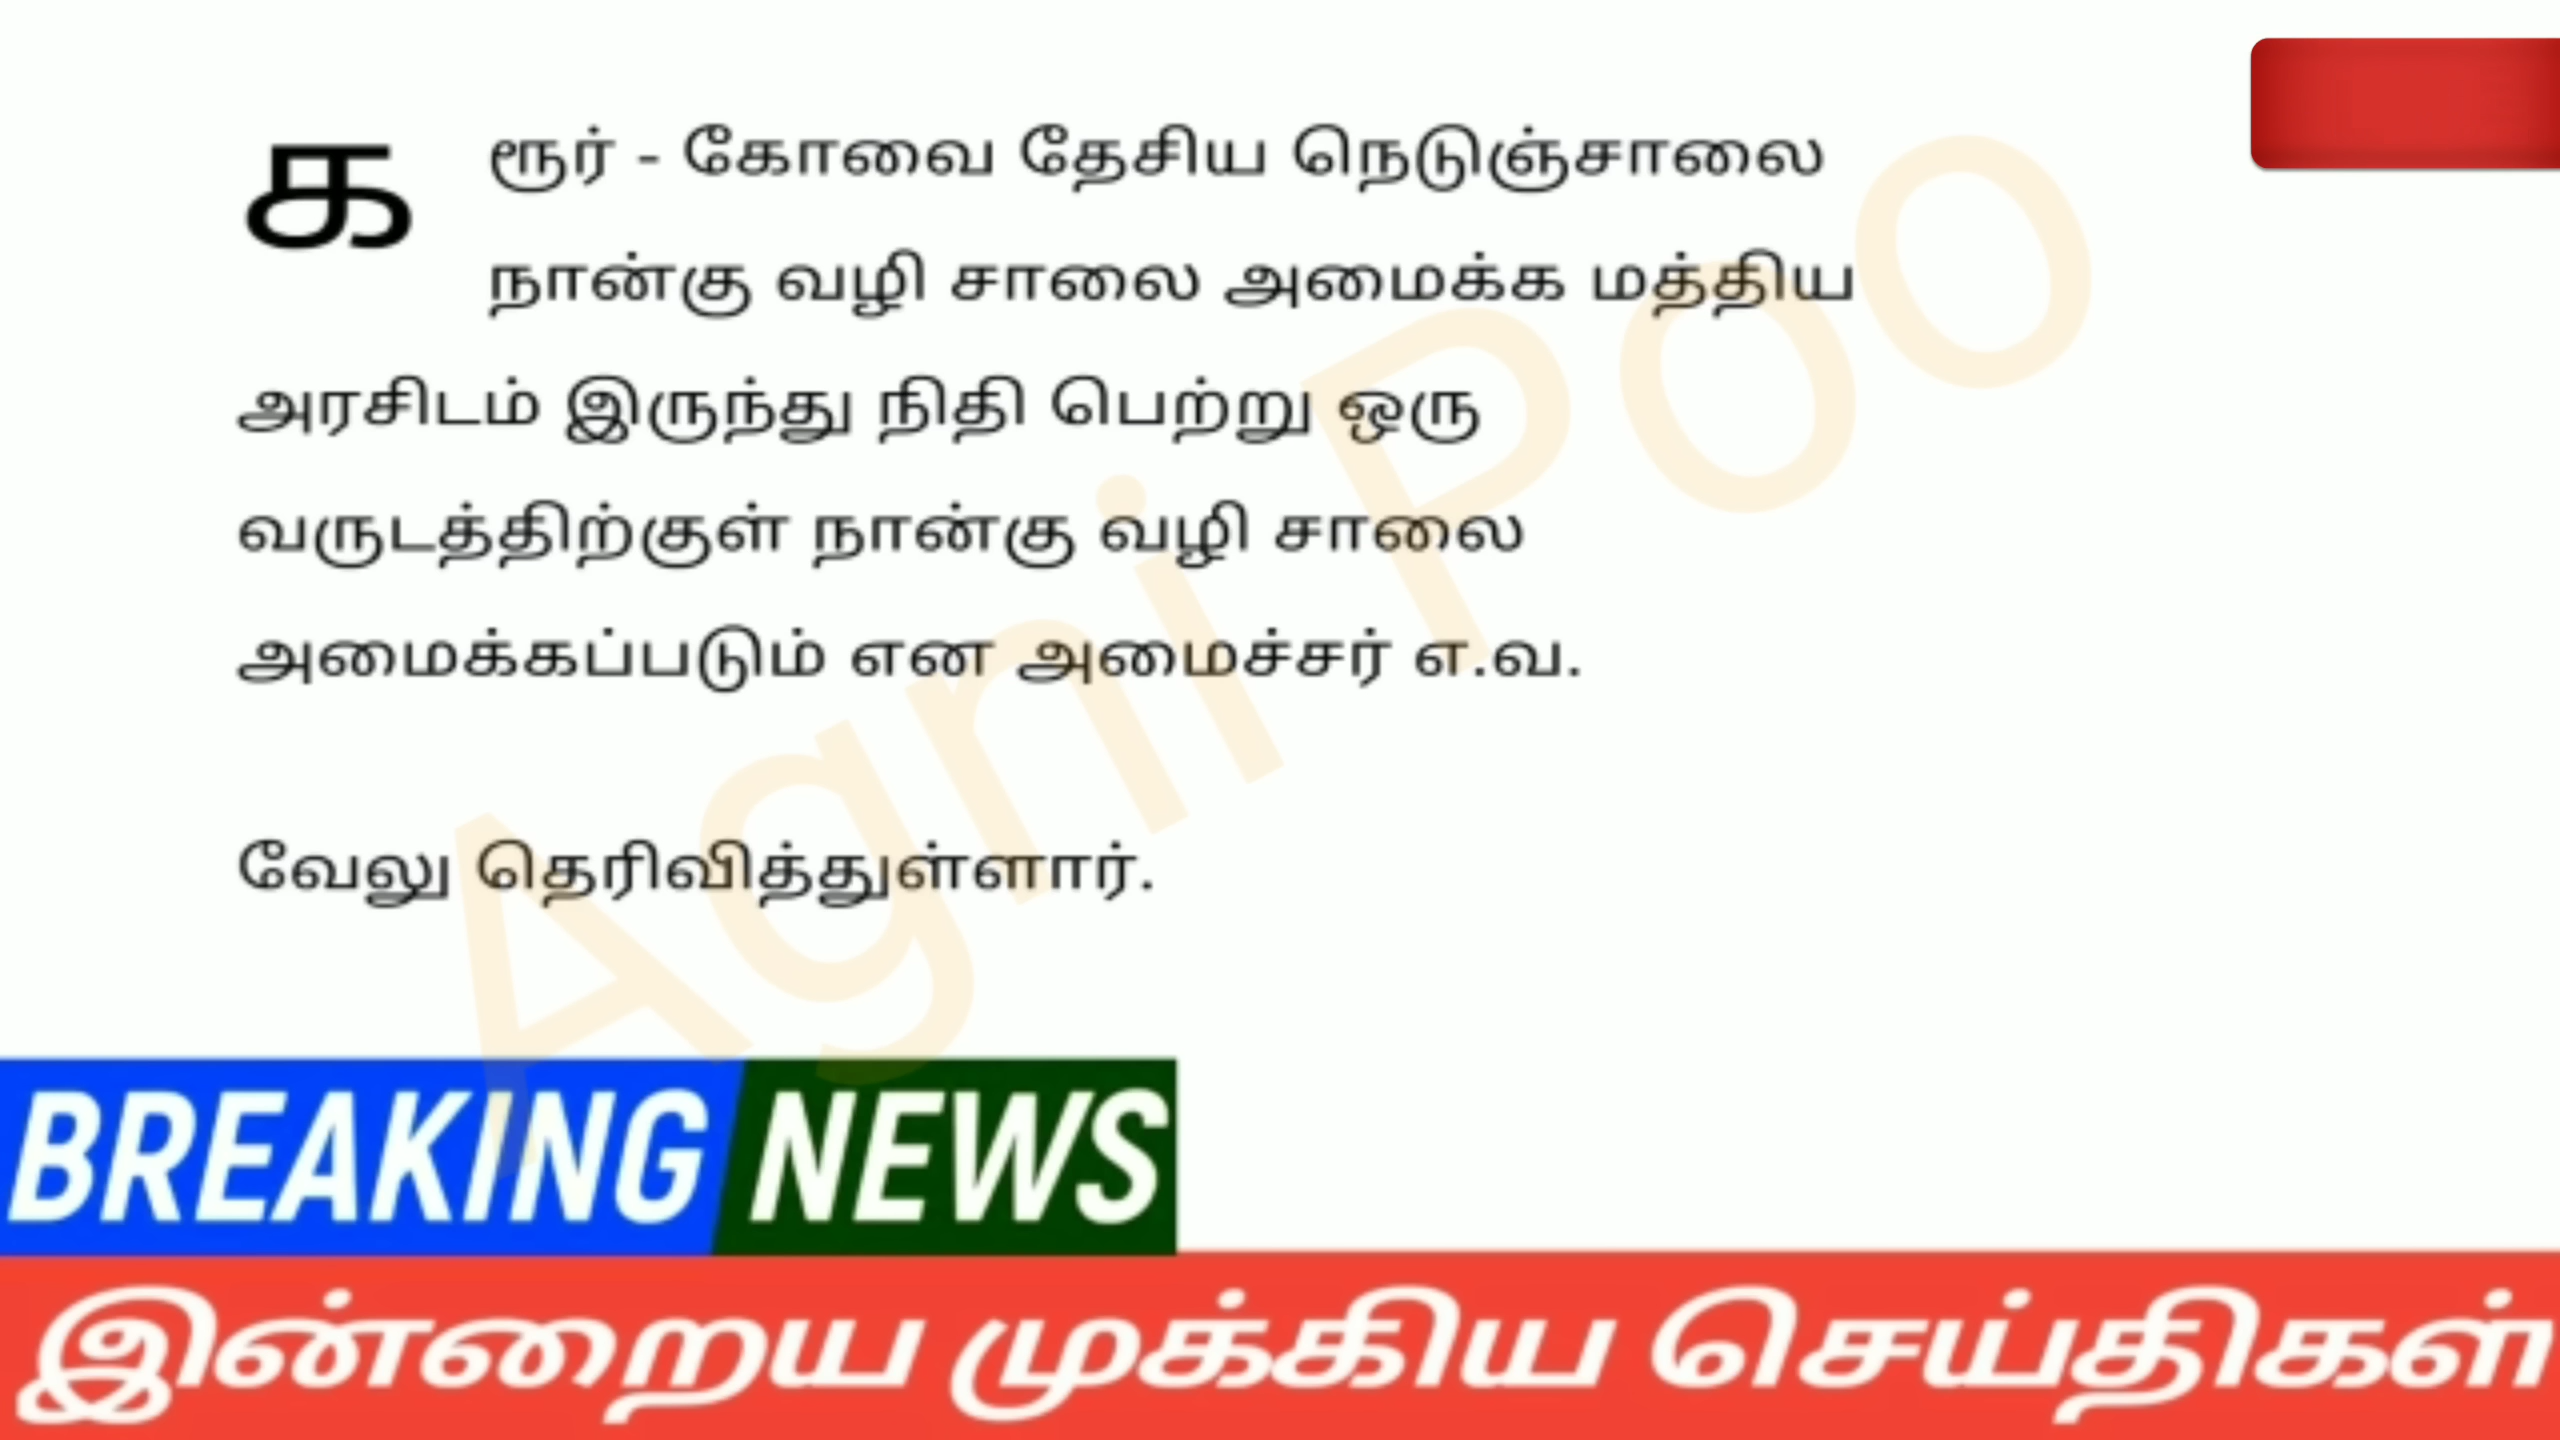 கரூர் - கோவை தேசிய நெடுஞ்சாலை
நான்கு வழி சாலை அமைக்க மத்திய
அரசிடம் இருந்து நிதி பெற்று ஒரு
வருடத்திற்குள் நான்கு வழி சாலை
அமைக்கப்படும் என அமைச்சர் எ.வ.
வேலு தெரிவித்துள்ளார்.
Agni Poo
BREAKING NEWS
இன்றைய முக்கிய செய்திகள்